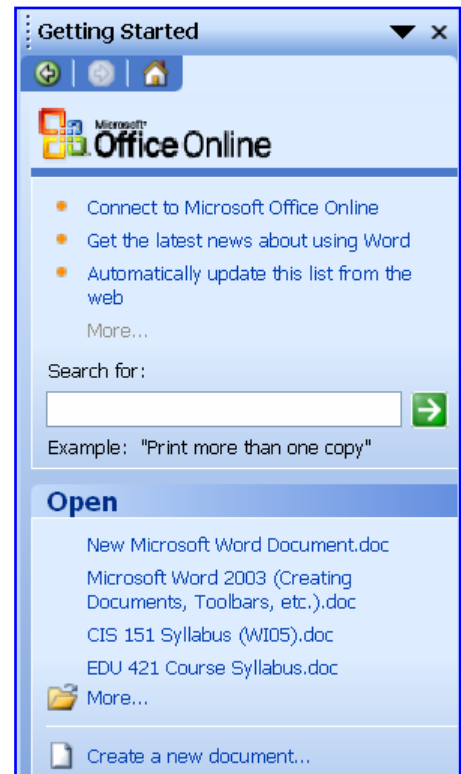 Getting Started
Microsoft®
Office Online
Connect to Microsoft Office Online
Get the latest news about using Word
Automatically update this list from the
web
More...
Search for:
Example: "Print more than one copy"
Open
New Microsoft Word Document.doc
Microsoft Word 2003 (Creating
Documents, Toolbars, etc.).doc
CIS 151 Syllabus (WI05).doc
EDU 421 Course Syllabus.doc
More...
Create a new document...